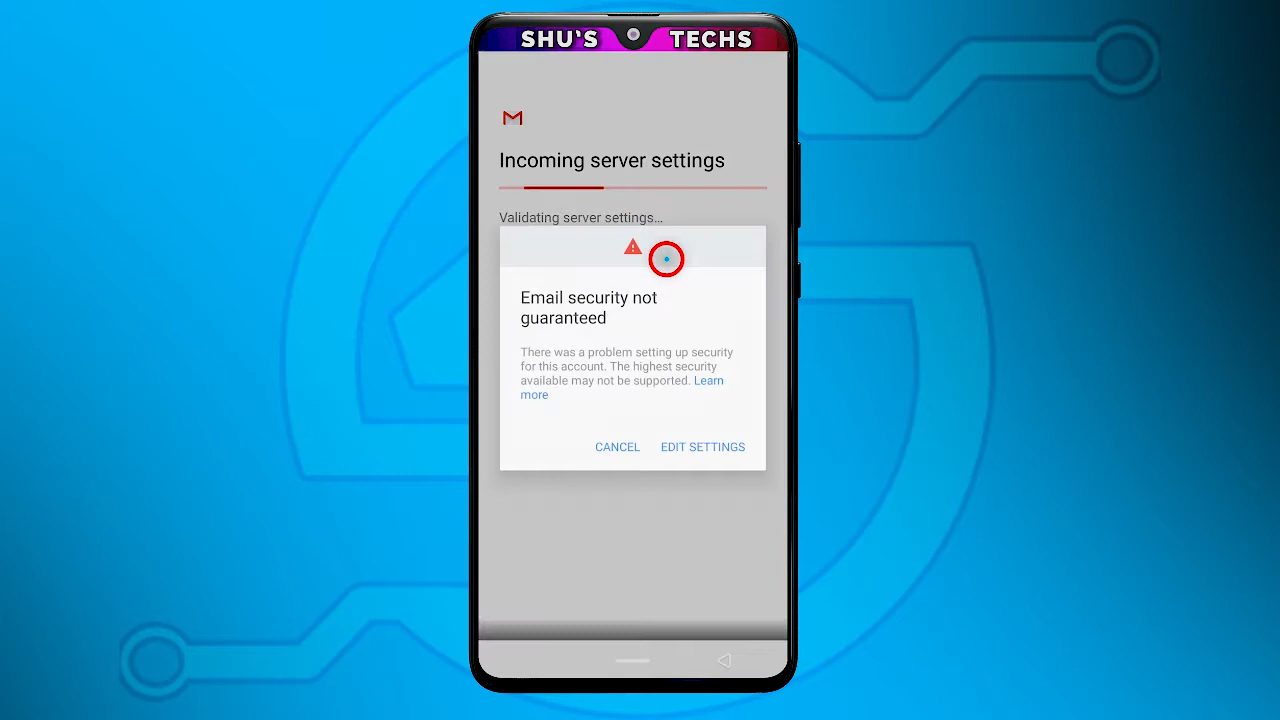 SHU'S TECHS
Incoming server settings
Validating server settings...
Email security not
guaranteed
There was a problem setting up security
for this account. The highest security
available may not be supported. Learn
more
CANCEL EDIT SETTINGS